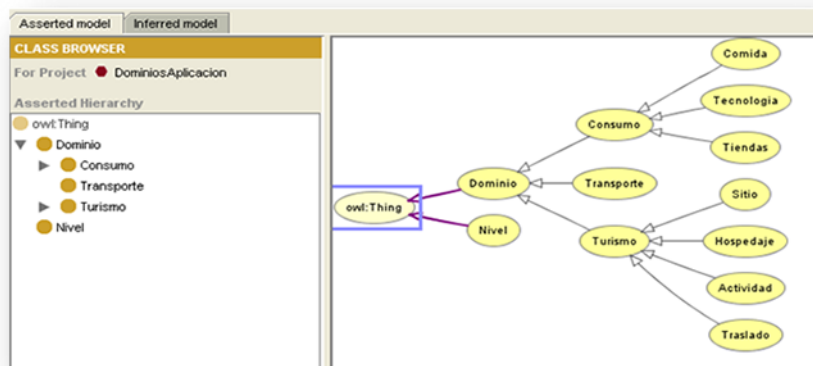 Asserted model
Inferred model
CLASS BROWSER
For Project DominiosAplicacion
Asserted Hierarchy
owl:Thing
Dominio
Consumo
Transporte
Turismo
Nivel
owl:Thing
Dominio
Nivel
Consumo
Transporte
Turismo
Comida
Tecnologia
Tiendas
Sitio
Hospedaje
Actividad
Traslado